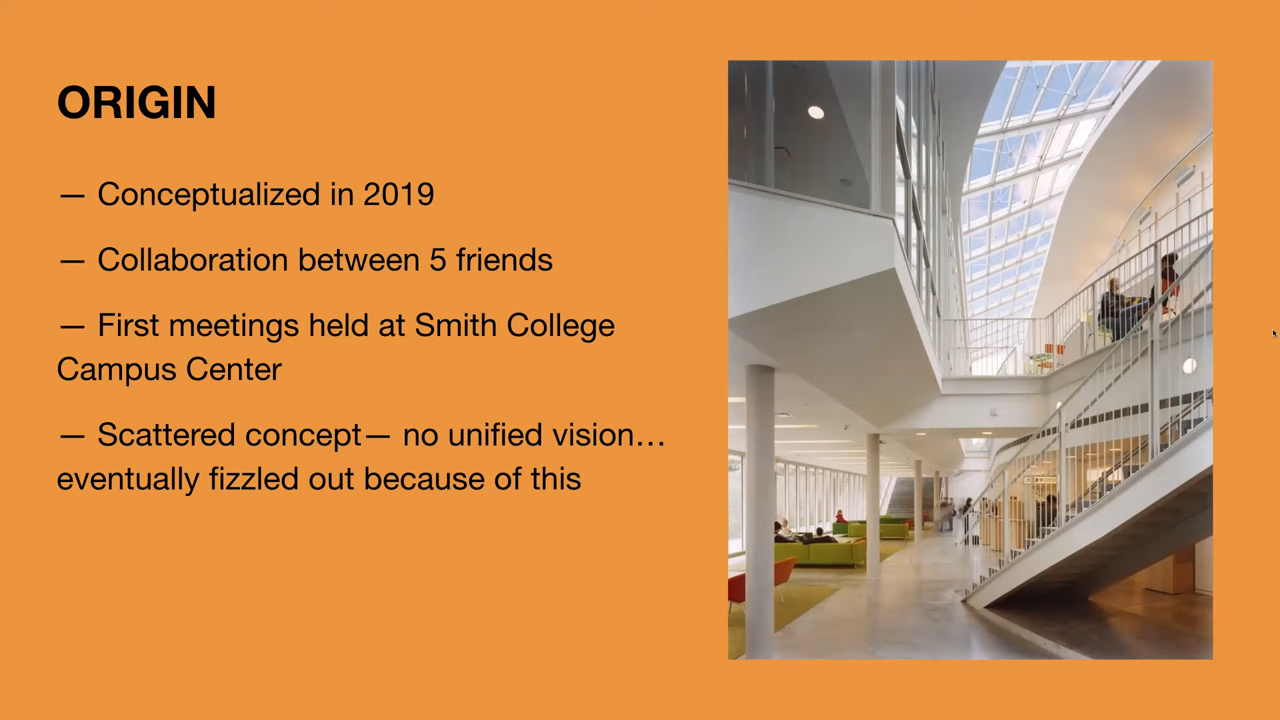 ORIGIN
— Conceptualized in 2019
— Collaboration between 5 friends
— First meetings held at Smith College
Campus Center
— Scattered concept— no unified vision…
eventually fizzled out because of this